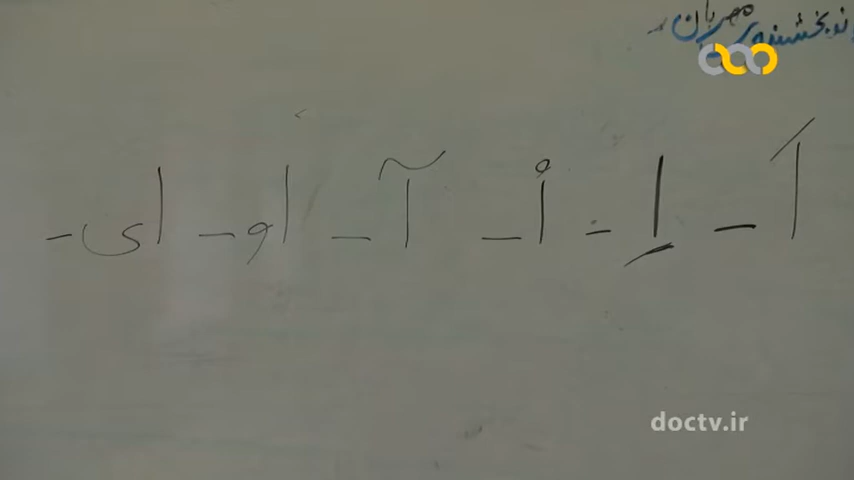 بخشنده‌ی مهربان
اَ - اِ - اُ - آ - او - ای -
doctv.ir